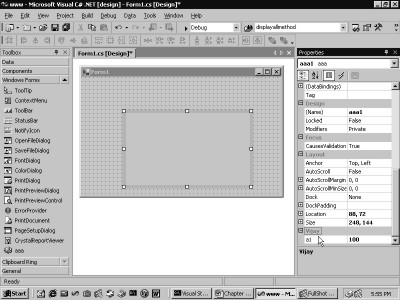 www - Microsoft Visual C# .NET [design] - Form1.cs [Design]*
File Edit View Project Build Debug Data Tools Window Help
Debug displayallmethod
Toolbox
Data
Components
Windows Forms
ToolTip
ContextMenu
ToolBar
StatusBar
NotifyIcon
OpenFileDialog
SaveFileDialog
FontDialog
ColorDialog
PrintDialog
PrintPreviewDialog
PrintPreviewControl
ErrorProvider
PrintDocument
PageSetupDialog
CrystalReportViewer
aaa
Clipboard Ring
General
Form1.cs [Design]*
Form1
Properties
aaa1 aaa
(DataBindings)
Tag
Design
(Name) aaa1
Locked False
Modifiers Private
Focus
CausesValidation True
Layout
Anchor Top, Left
AutoScroll False
AutoScrollMargin 0, 0
AutoScrollMinSize 0, 0
Dock None
DockPadding
Location 88, 72
Size 248, 144
Vijay
a1 100
Vijay
Ready
Start Visual St... Chapter ... www - M... FullShot ... 5:55 PM